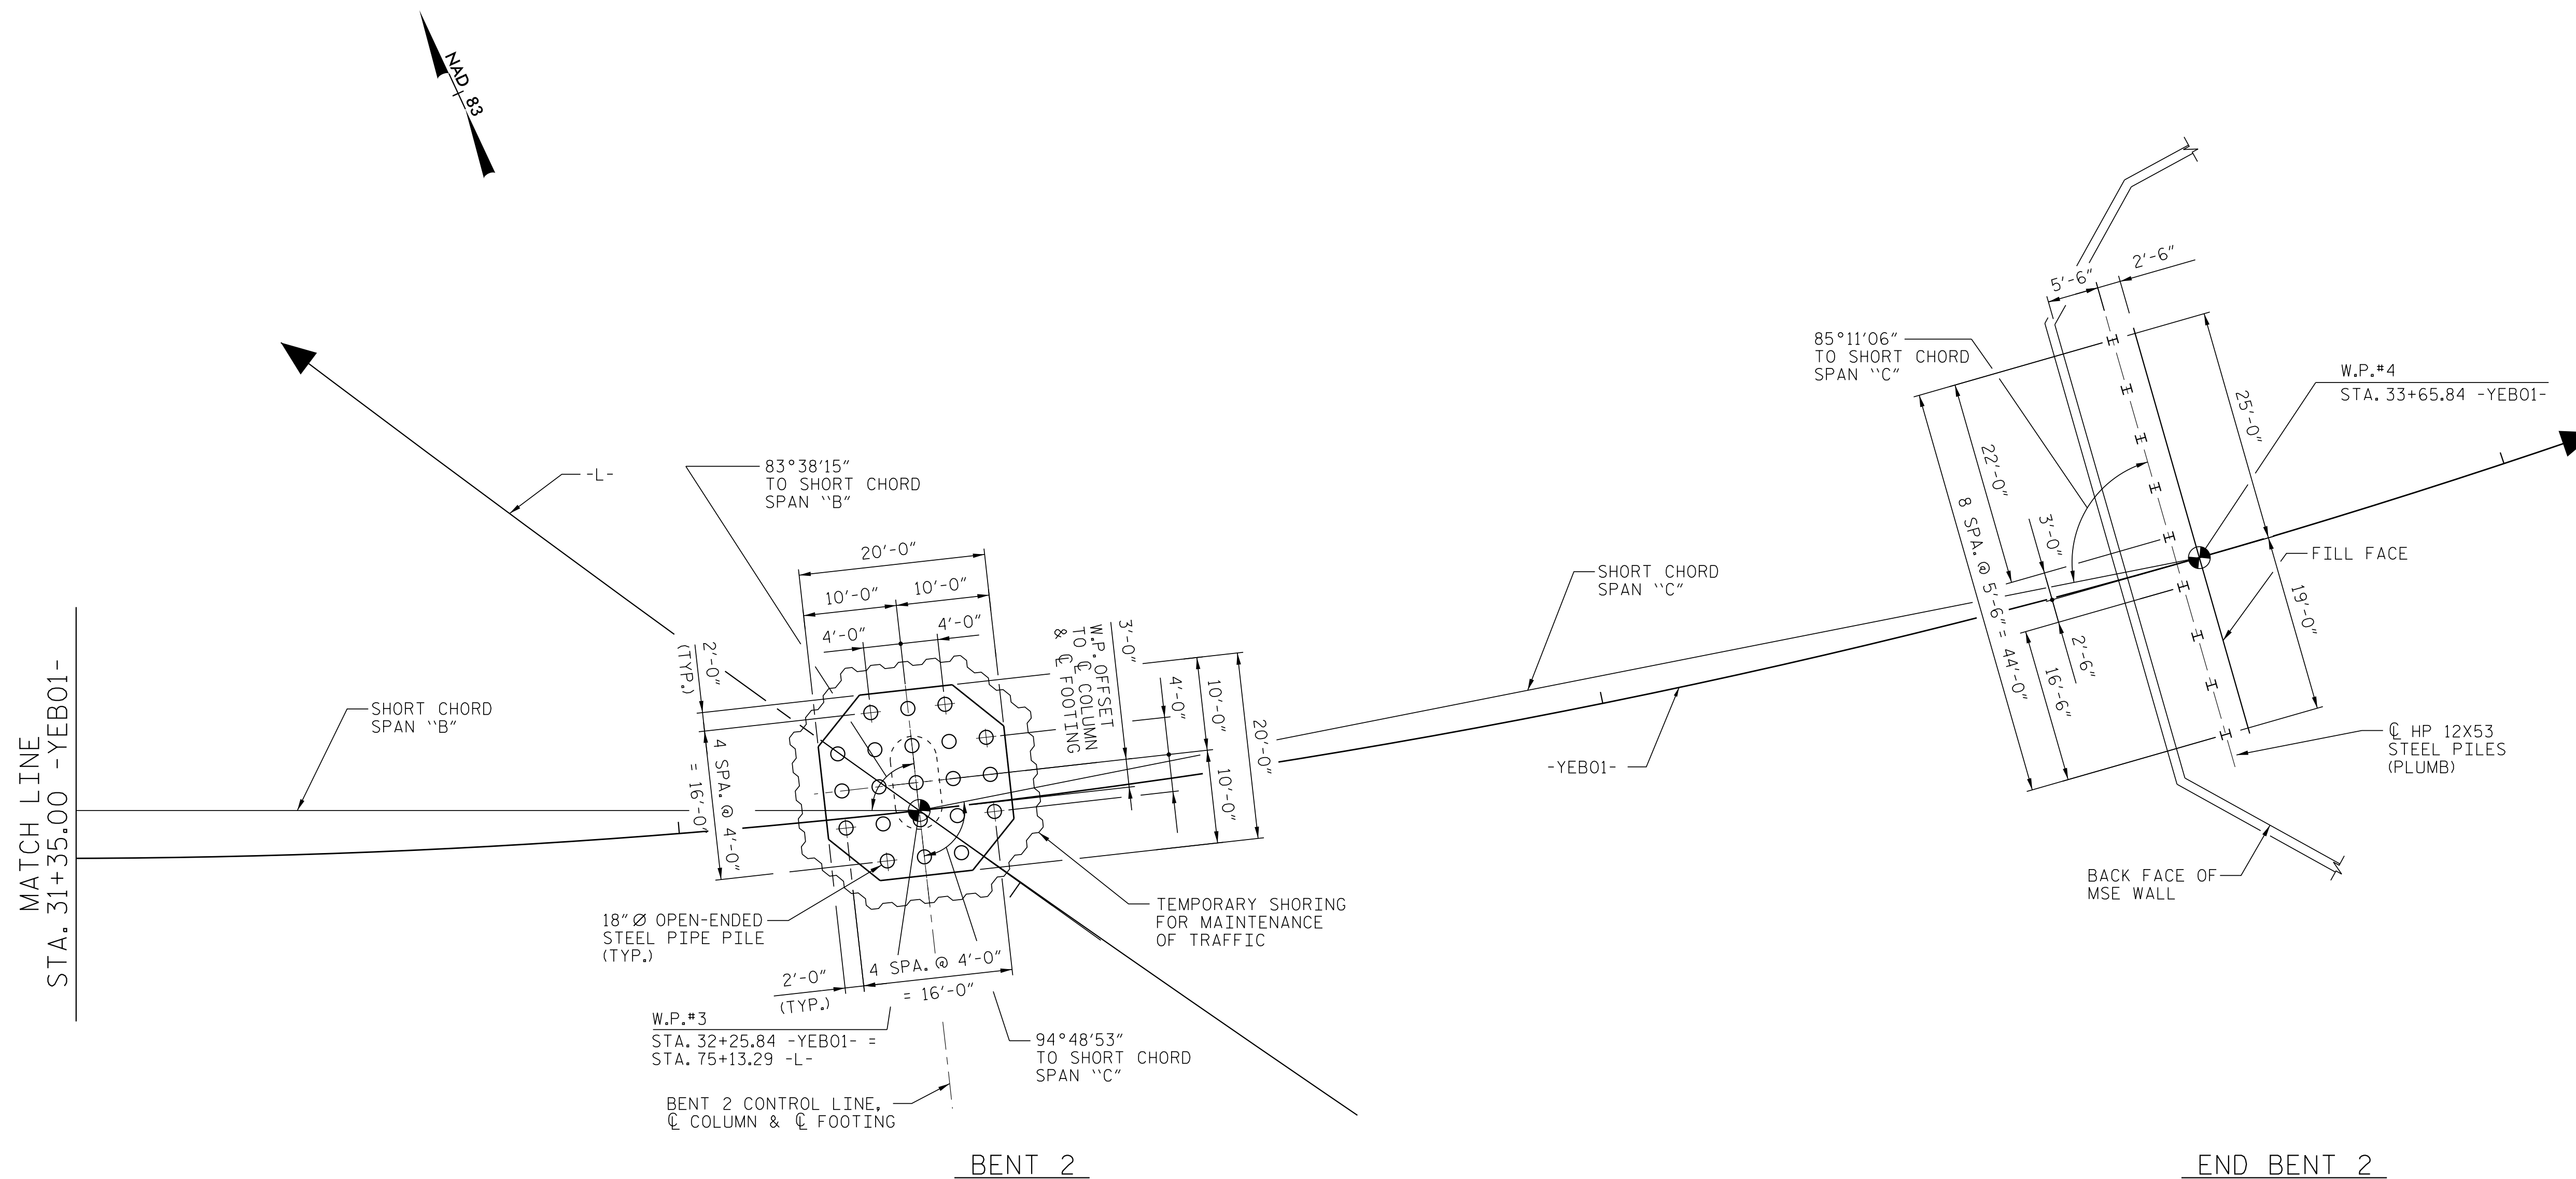 NAD 83
MATCH LINE
STA. 31+35.00 -YEB01-
SHORT CHORD
SPAN "B"
-L-
83°38'15"
TO SHORT CHORD
SPAN "B"
20'-0"
10'-0"
10'-0"
4'-0"
4'-0"
2'-0"
(TYP.)
4 SPA. @ 4'-0"
= 16'-0"
W.P. OFFSET
TO ℄ COLUMN
& ℄ FOOTING
3'-0"
4'-0"
10'-0"
10'-0"
20'-0"
18" Ø OPEN-ENDED
STEEL PIPE PILE
(TYP.)
2'-0"
(TYP.)
4 SPA. @ 4'-0"
= 16'-0"
TEMPORARY SHORING
FOR MAINTENANCE
OF TRAFFIC
W.P.#3
STA. 32+25.84 -YEB01- =
STA. 75+13.29 -L-
94°48'53"
TO SHORT CHORD
SPAN "C"
BENT 2 CONTROL LINE,
℄ COLUMN & ℄ FOOTING
BENT 2
SHORT CHORD
SPAN "C"
-YEB01-
85°11'06"
TO SHORT CHORD
SPAN "C"
5'-6"
2'-6"
W.P.#4
STA. 33+65.84 -YEB01-
25'-0"
19'-0"
22'-0"
3'-0"
2'-6"
16'-6"
8 SPA. @ 5'-6" = 44'-0"
FILL FACE
℄ HP 12X53
STEEL PILES
(PLUMB)
BACK FACE OF
MSE WALL
END BENT 2